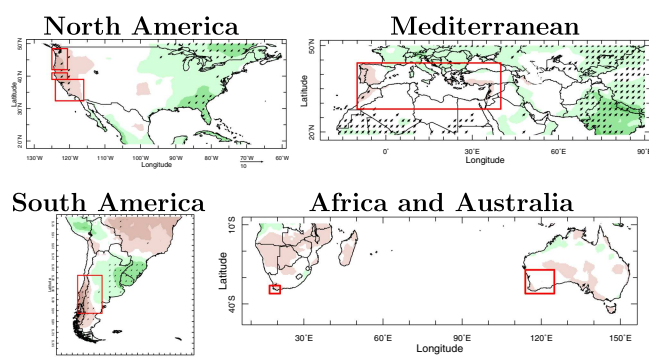 North America
Mediterranean
50°N
40°N
30°N
20°N
Latitude
130°W 120°W 110°W 100°W 90°W 80°W 70°W 60°W
Longitude
10
50°N
20°N
Latitude
0° 30°E 60°E 90°E
Longitude
South America
Africa and Australia
10°S
40°S
Latitude
30°E 60°E 90°E 120°E 150°E
Longitude